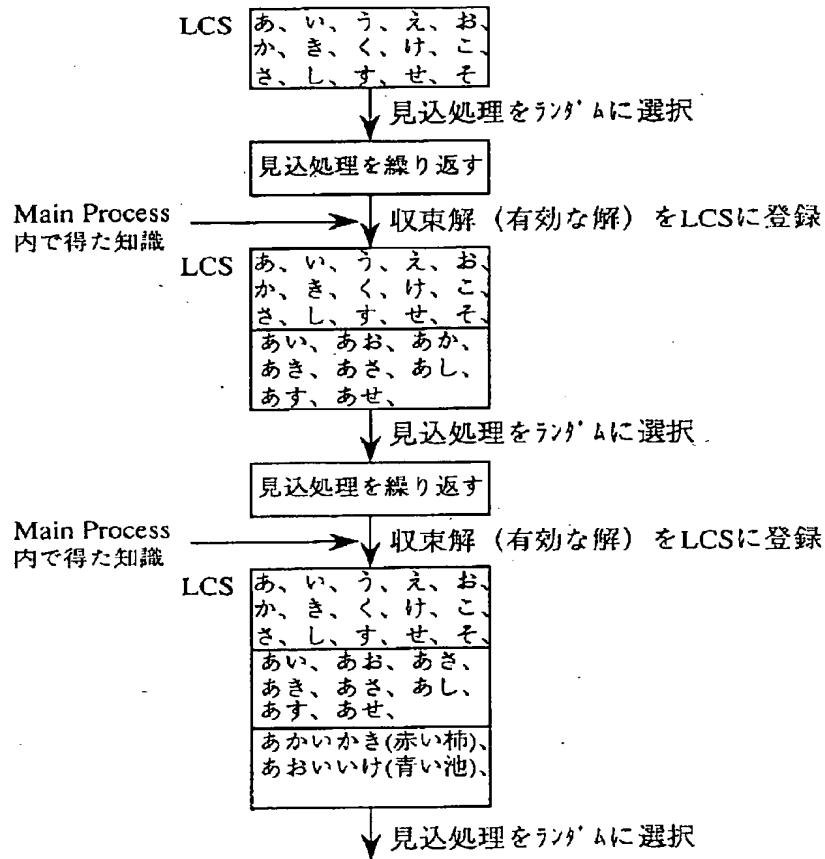 LCS
あ、い、う、え、お、
か、き、く、け、こ、
さ、し、す、せ、そ
見込処理をﾗﾝﾀﾞﾑに選択
見込処理を繰り返す
Main Process
内で得た知識
収束解（有効な解）をLCSに登録
LCS
あ、い、う、え、お、
か、き、く、け、こ、
さ、し、す、せ、そ、
あい、あお、あか、
あき、あさ、あし、
あす、あせ、
見込処理をﾗﾝﾀﾞﾑに選択
見込処理を繰り返す
Main Process
内で得た知識
収束解（有効な解）をLCSに登録
LCS
あ、い、う、え、お、
か、き、く、け、こ、
さ、し、す、せ、そ、
あい、あお、あさ、
あき、あさ、あし、
あす、あせ、
あかいかき(赤い柿)、
あおいいけ(青い池)、
見込処理をﾗﾝﾀﾞﾑに選択